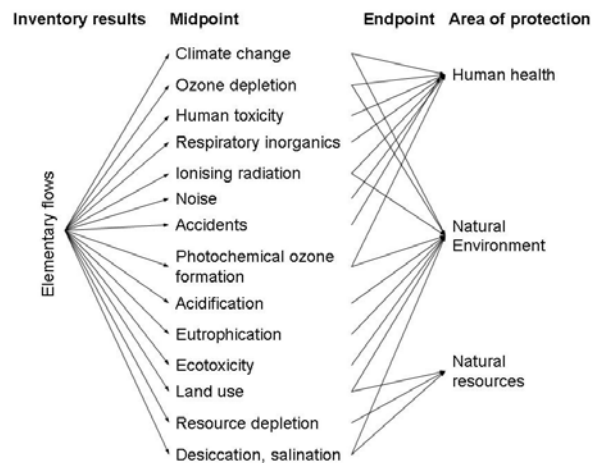 Inventory results Midpoint Endpoint Area of protection
Climate change
Ozone depletion
Human toxicity
Respiratory inorganics
Ionising radiation
Noise
Accidents
Photochemical ozone
formation
Acidification
Eutrophication
Ecotoxicity
Land use
Resource depletion
Desiccation, salination
Elementary flows
Human health
Natural
Environment
Natural
resources